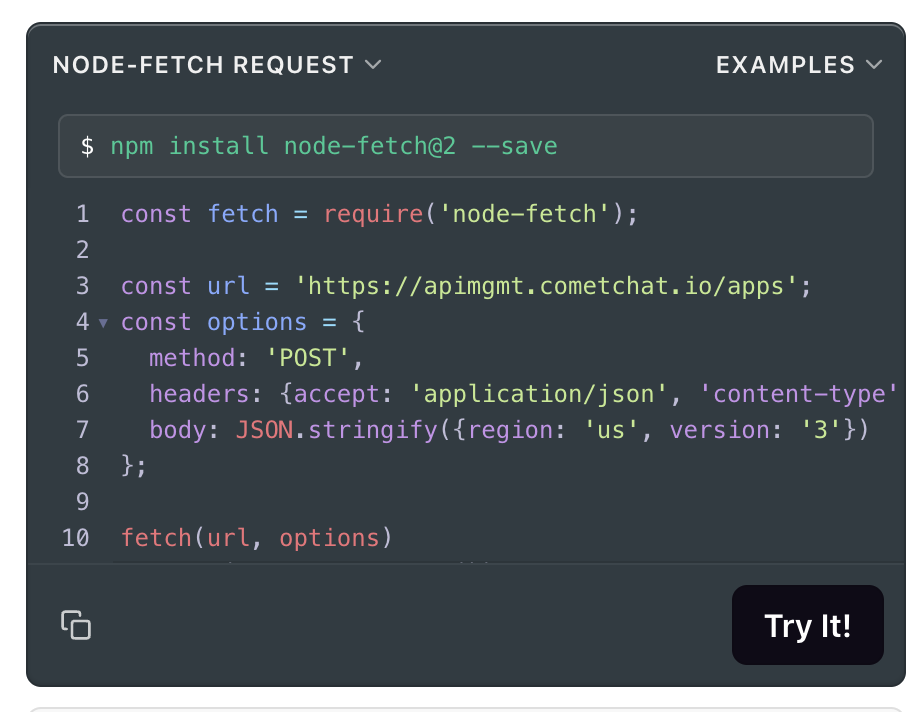 NODE-FETCH REQUEST
EXAMPLES
$ npm install node-fetch@2 --save
1 const fetch = require('node-fetch');
2
3 const url = 'https://apimgmt.cometchat.io/apps';
4 const options = {
5 method: 'POST',
6 headers: {accept: 'application/json', 'content-type'
7 body: JSON.stringify({region: 'us', version: '3'})
8 };
9
10 fetch(url, options)
Try It!